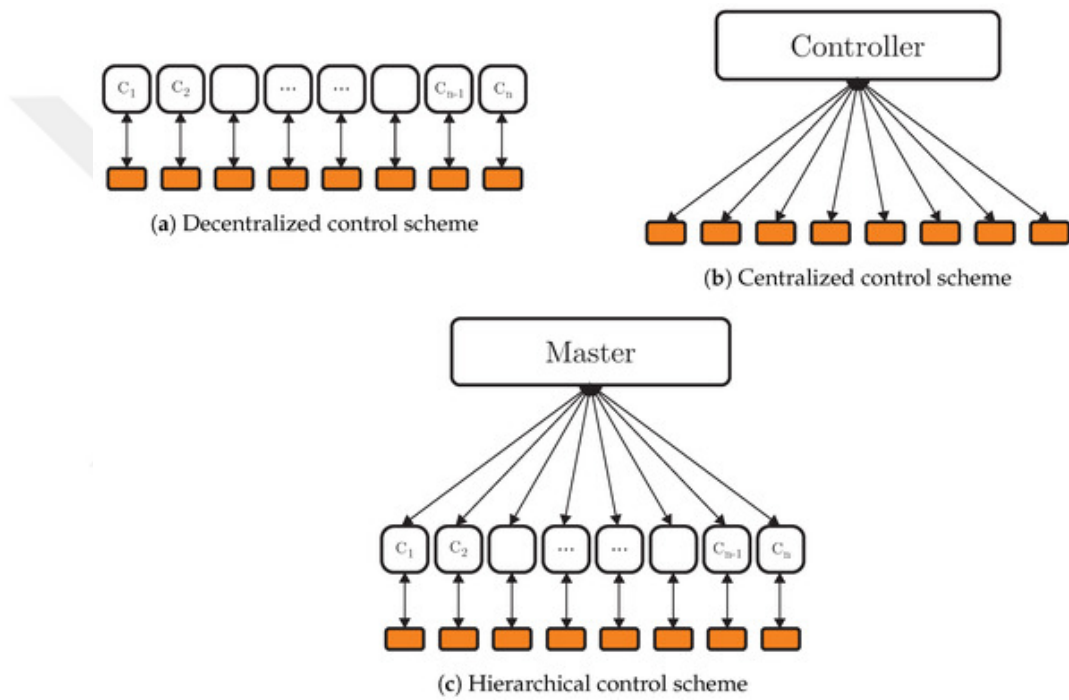 C1 C2 ... ... Cn-1 Cn
(a) Decentralized control scheme
Controller
(b) Centralized control scheme
Master
C1 C2 ... ... Cn-1 Cn
(c) Hierarchical control scheme